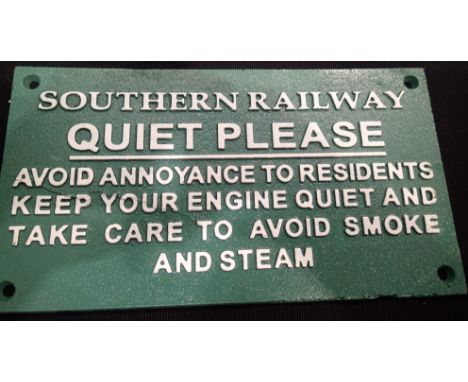 SOUTHERN RAILWAY
QUIET PLEASE
AVOID ANNOYANCE TO RESIDENTS
KEEP YOUR ENGINE QUIET AND
TAKE CARE TO AVOID SMOKE
AND STEAM